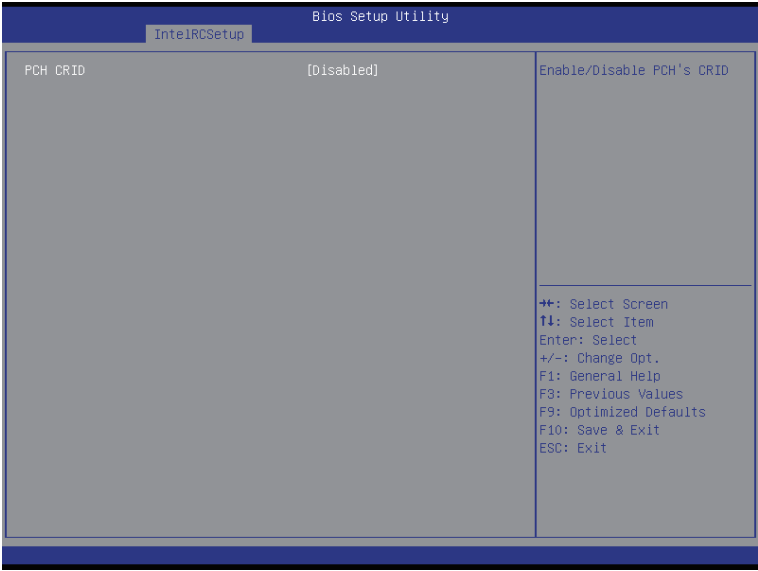 Bios Setup Utility
IntelRCSetup
PCH CRID [Disabled]
Enable/Disable PCH's CRID
→←: Select Screen
↑↓: Select Item
Enter: Select
+/-: Change Opt.
F1: General Help
F3: Previous Values
F9: Optimized Defaults
F10: Save & Exit
ESC: Exit